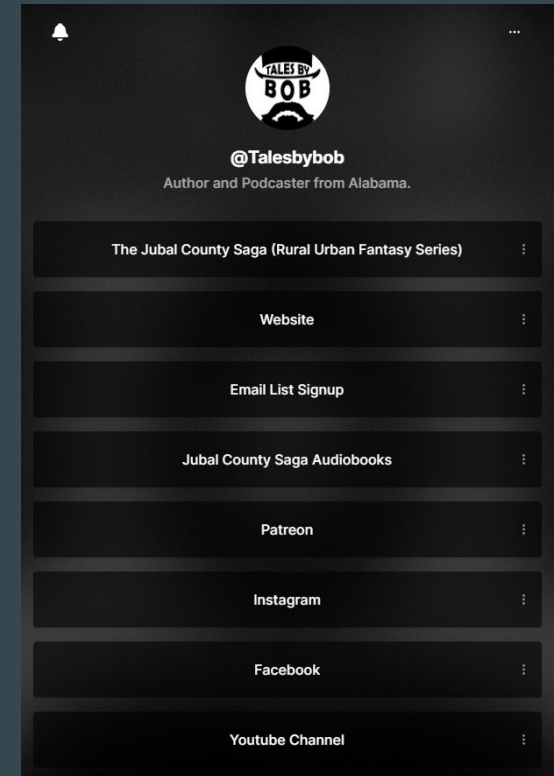 TALES BY
BOB
@Talesbybob
Author and Podcaster from Alabama.
The Jubal County Saga (Rural Urban Fantasy Series)
Website
Email List Signup
Jubal County Saga Audiobooks
Patreon
Instagram
Facebook
Youtube Channel